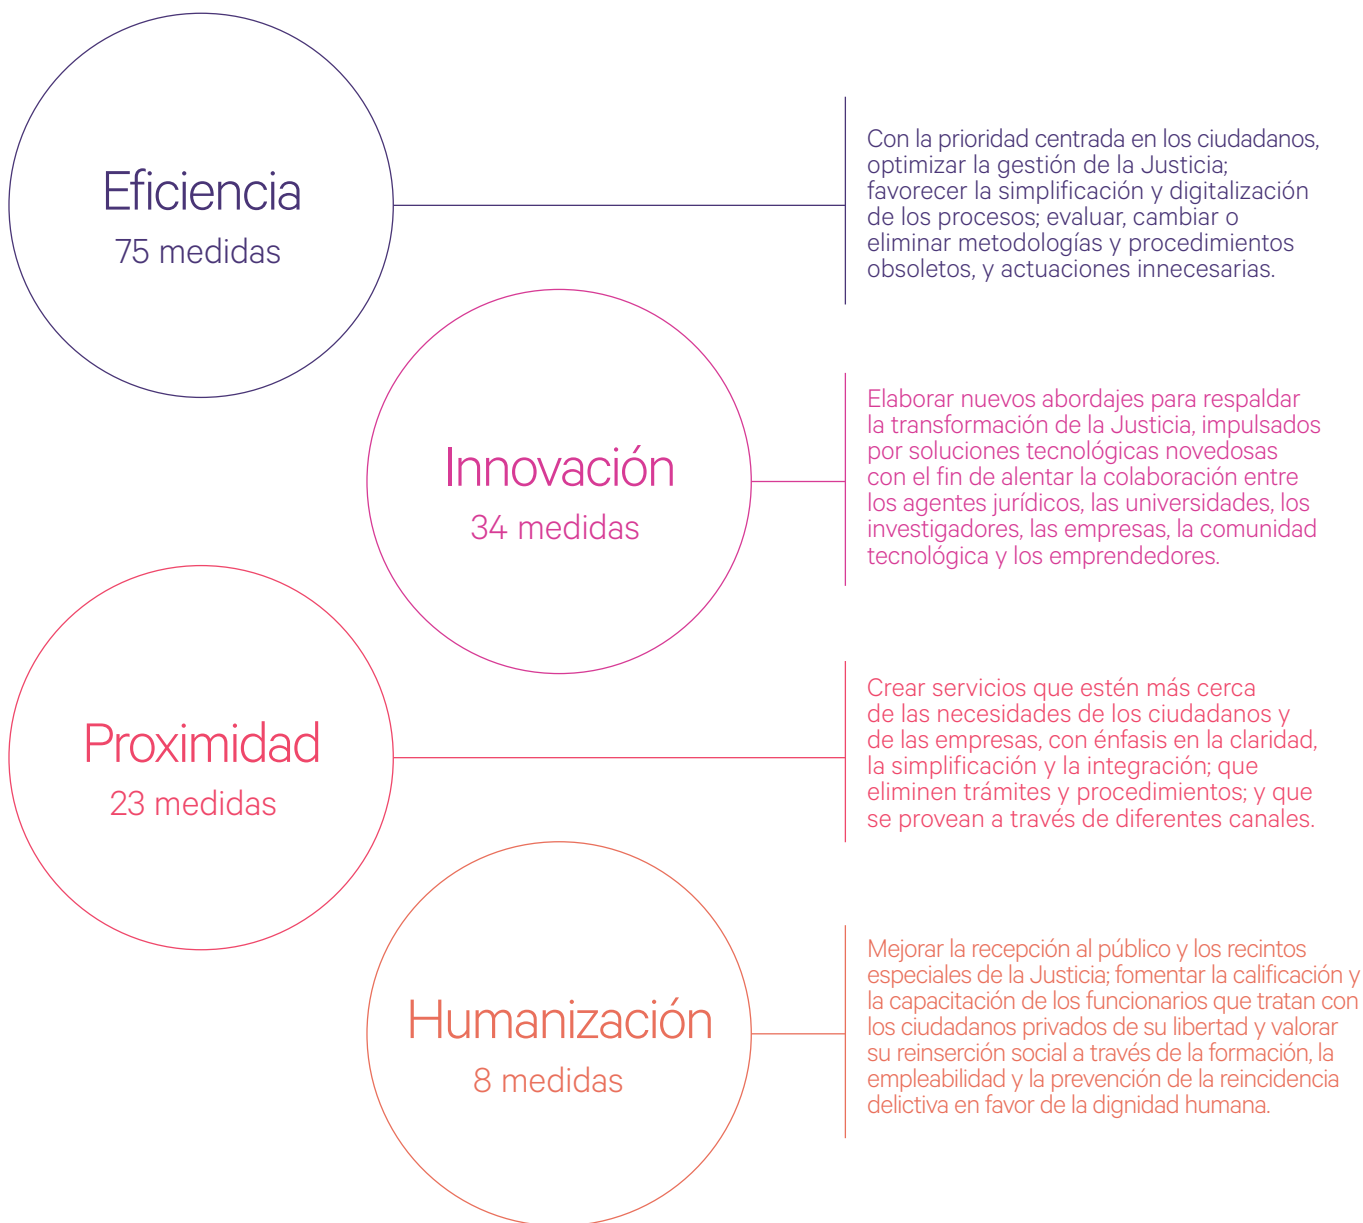 Eficiencia
75 medidas
Con la prioridad centrada en los ciudadanos,
optimizar la gestión de la Justicia;
favorecer la simplificación y digitalización
de los procesos; evaluar, cambiar o
eliminar metodologías y procedimientos
obsoletos, y actuaciones innecesarias.
Innovación
34 medidas
Elaborar nuevos abordajes para respaldar
la transformación de la Justicia, impulsados
por soluciones tecnológicas novedosas
con el fin de alentar la colaboración entre
los agentes jurídicos, las universidades, los
investigadores, las empresas, la comunidad
tecnológica y los emprendedores.
Proximidad
23 medidas
Crear servicios que estén más cerca
de las necesidades de los ciudadanos y
de las empresas, con énfasis en la claridad,
la simplificación y la integración; que
eliminen trámites y procedimientos; y que
se provean a través de diferentes canales.
Humanización
8 medidas
Mejorar la recepción al público y los recintos
especiales de la Justicia; fomentar la calificación y
la capacitación de los funcionarios que tratan con
los ciudadanos privados de su libertad y valorar
su reinserción social a través de la formación, la
empleabilidad y la prevención de la reincidencia
delictiva en favor de la dignidad humana.